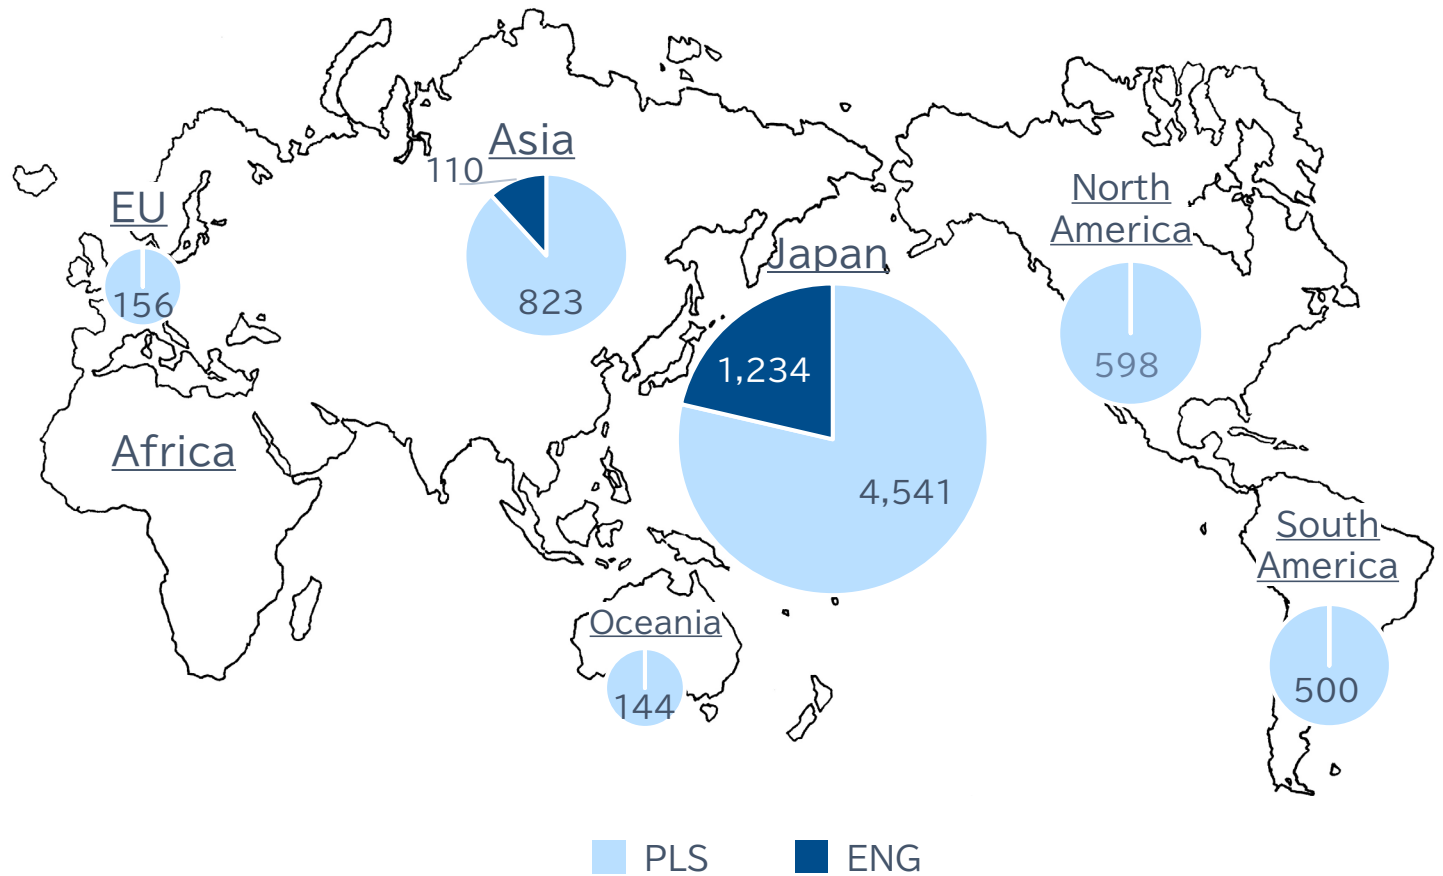 Asia
110
823
EU
156
Japan
1,234
4,541
North
America
598
Africa
Oceania
144
South
America
500
PLS
ENG